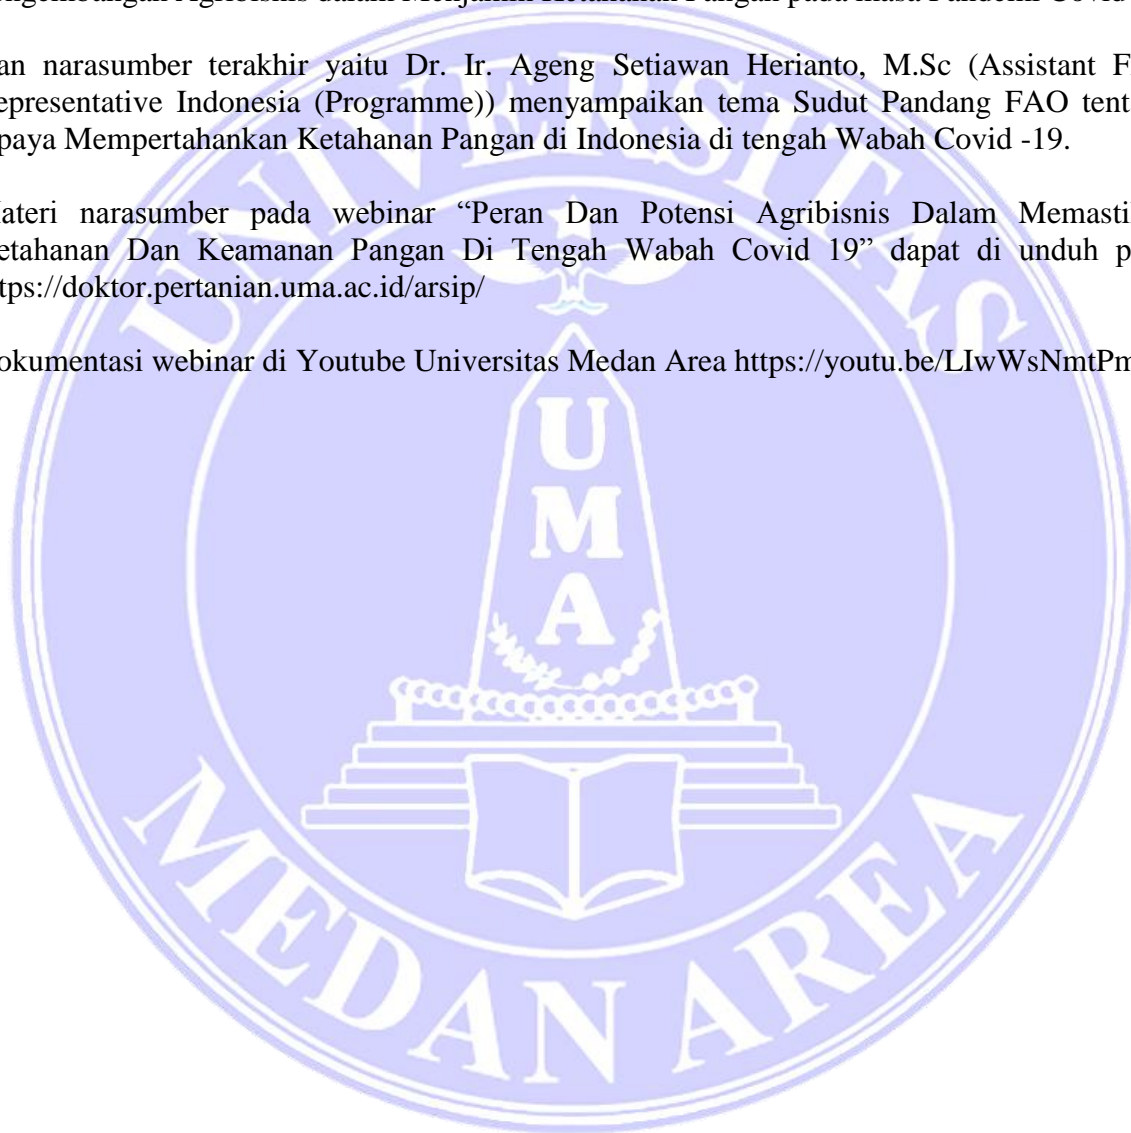 ngembangan Agribisnis dalam Menjamin Ketahanan Pangan pada masa Pandemi Covid
an narasumber terakhir yaitu Dr. Ir. Ageng Setiawan Herianto, M.Sc (Assistant F
epresentative Indonesia (Programme)) menyampaikan tema Sudut Pandang FAO tent
paya Mempertahankan Ketahanan Pangan di Indonesia di tengah Wabah Covid -19.
ateri narasumber pada webinar “Peran Dan Potensi Agribisnis Dalam Memasti
etahanan Dan Keamanan Pangan Di Tengah Wabah Covid 19” dapat di unduh p
tps://doktor.pertanian.uma.ac.id/arsip/
okumentasi webinar di Youtube Universitas Medan Area https://youtu.be/LIwWsNmtPm
UNIVERSITAS
U
M
A
MEDAN AREA